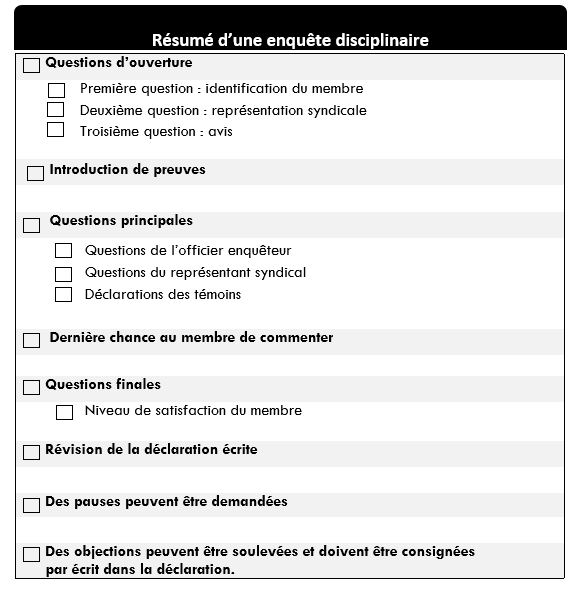 Résumé d’une enquête disciplinaire
Questions d’ouverture
Première question : identification du membre
Deuxième question : représentation syndicale
Troisième question : avis
Introduction de preuves
Questions principales
Questions de l’officier enquêteur
Questions du représentant syndical
Déclarations des témoins
Dernière chance au membre de commenter
Questions finales
Niveau de satisfaction du membre
Révision de la déclaration écrite
Des pauses peuvent être demandées
Des objections peuvent être soulevées et doivent être consignées
par écrit dans la déclaration.